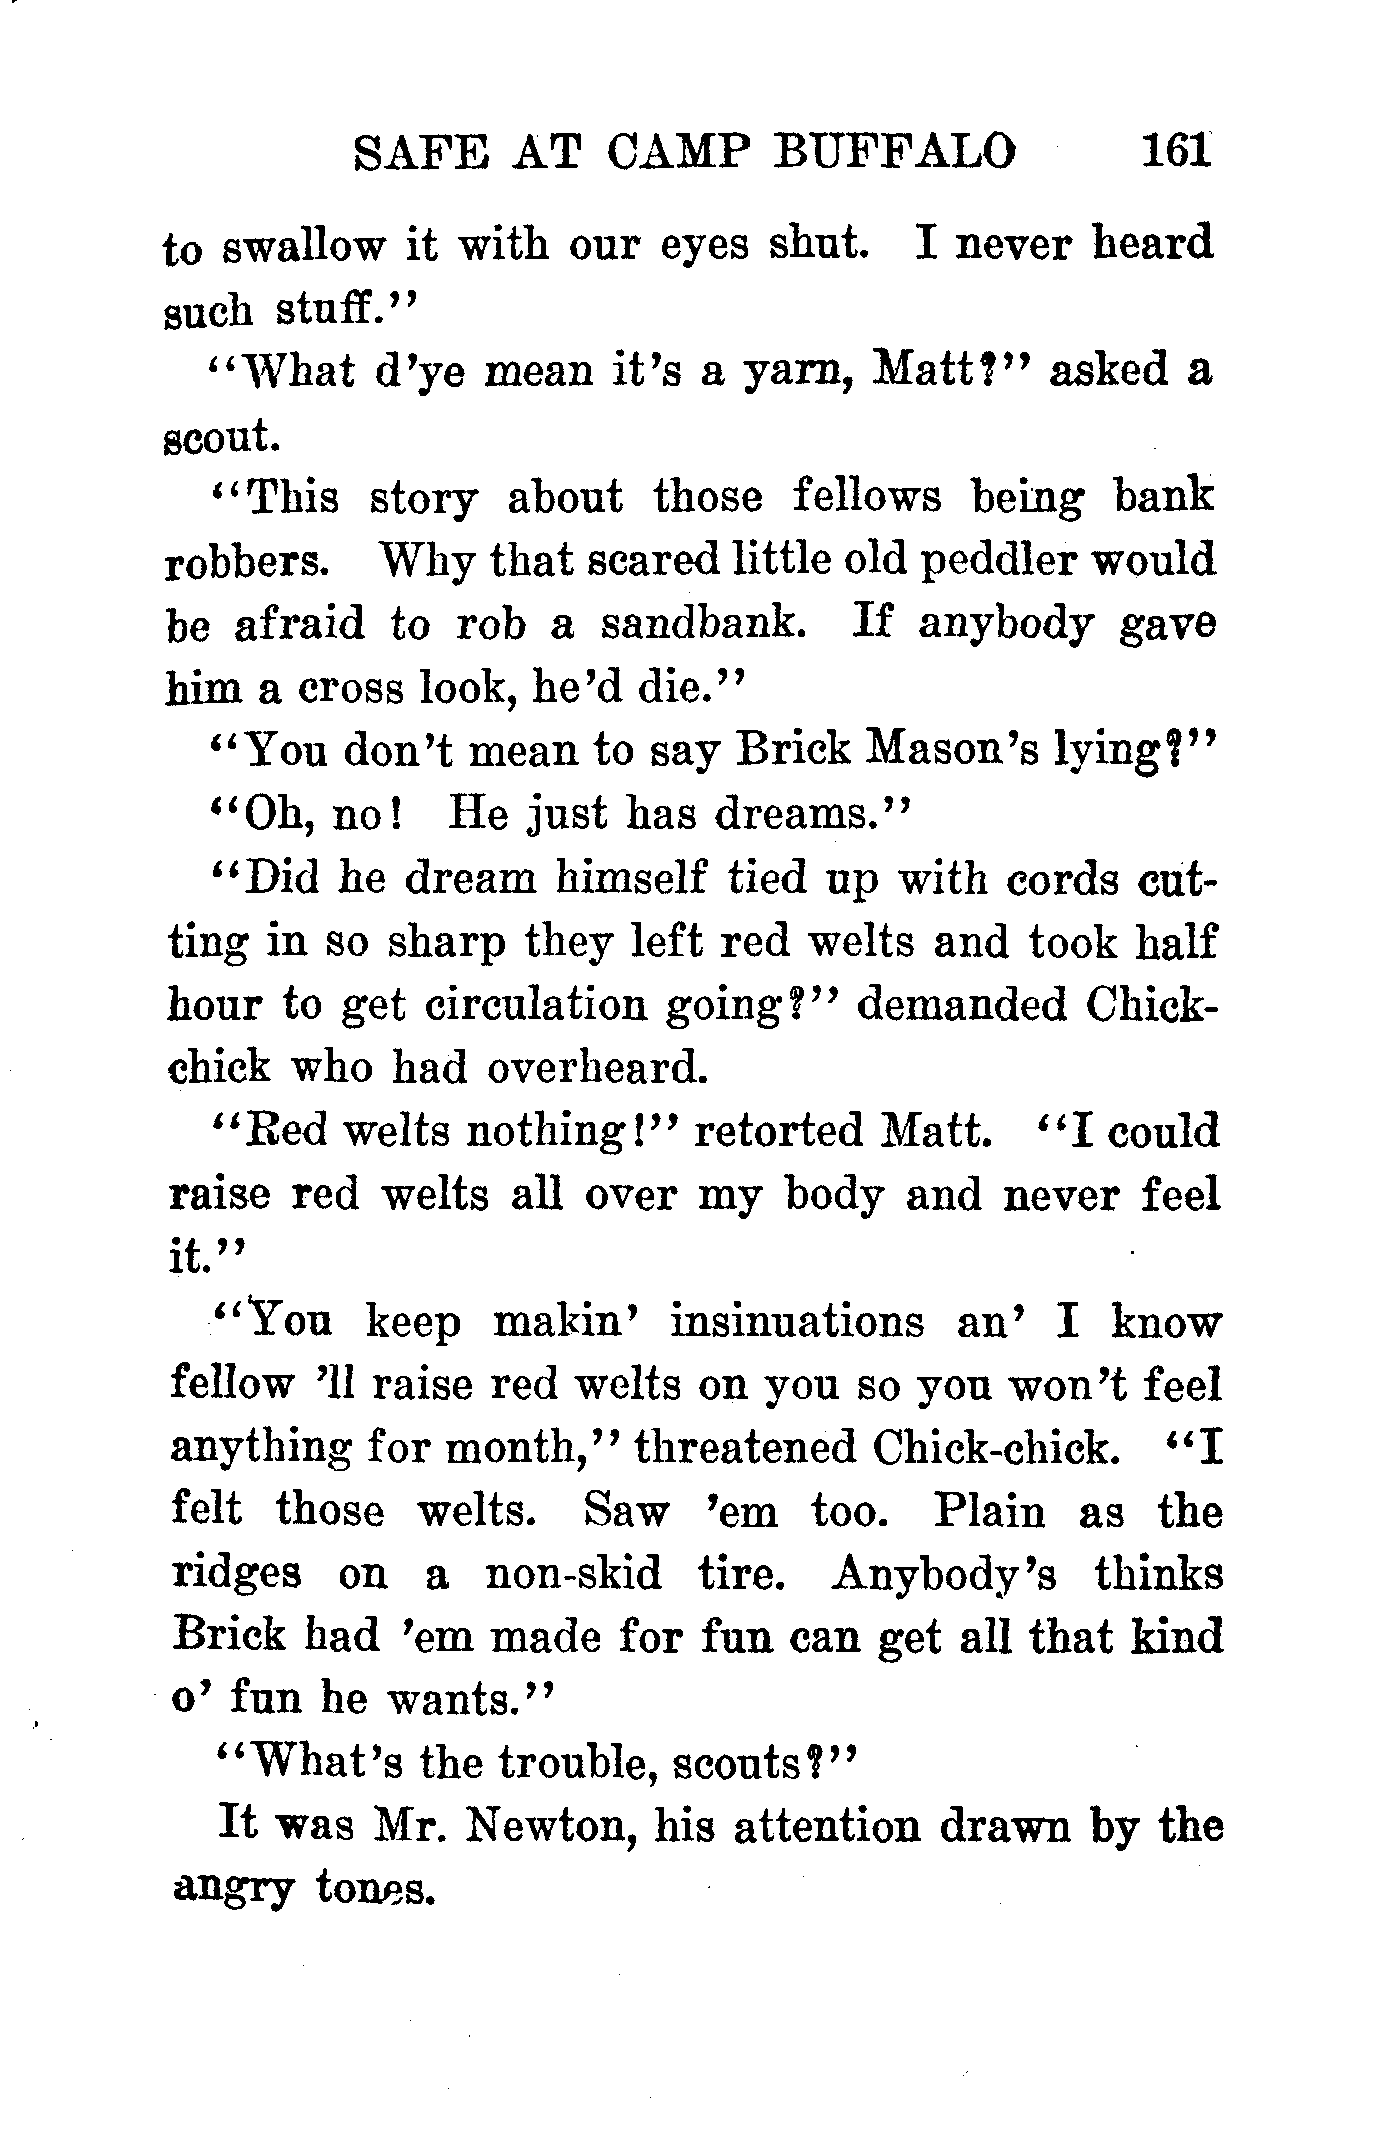 SAFE AT CAMP BUFFALO 161
to swallow it with our eyes shut. I never heard
such stuff."
"What d'ye mean it's a yarn, Matt?" asked a
scout.
"This story about those fellows being bank
robbers. Why that scared little old peddler would
be afraid to rob a sandbank. If anybody gave
him a cross look, he'd die."
"You don't mean to say Brick Mason's lying?"
"Oh, no! He just has dreams."
"Did he dream himself tied up with cords cut-
ting in so sharp they left red welts and took half
hour to get circulation going?" demanded Chick-
chick who had overheard.
"Red welts nothing!" retorted Matt. "I could
raise red welts all over my body and never feel
it."
"You keep makin' insinuations an' I know
fellow 'll raise red welts on you so you won't feel
anything for month," threatened Chick-chick. "I
felt those welts. Saw 'em too. Plain as the
ridges on a non-skid tire. Anybody's thinks
Brick had 'em made for fun can get all that kind
o' fun he wants."
"What's the trouble, scouts?"
It was Mr. Newton, his attention drawn by the
angry tones.